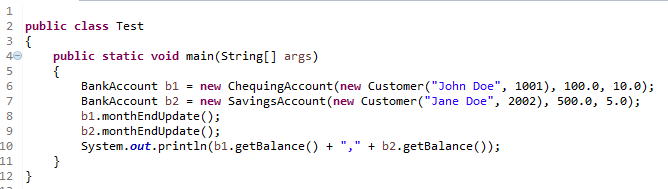 1
2 public class Test
3 {
4 public static void main(String[] args)
5 {
6 BankAccount b1 = new ChequingAccount(new Customer("John Doe", 1001), 100.0, 10.0);
7 BankAccount b2 = new SavingsAccount(new Customer("Jane Doe", 2002), 500.0, 5.0);
8 b1.monthEndUpdate();
9 b2.monthEndUpdate();
10 System.out.println(b1.getBalance() + "," + b2.getBalance());
11 }
12 }